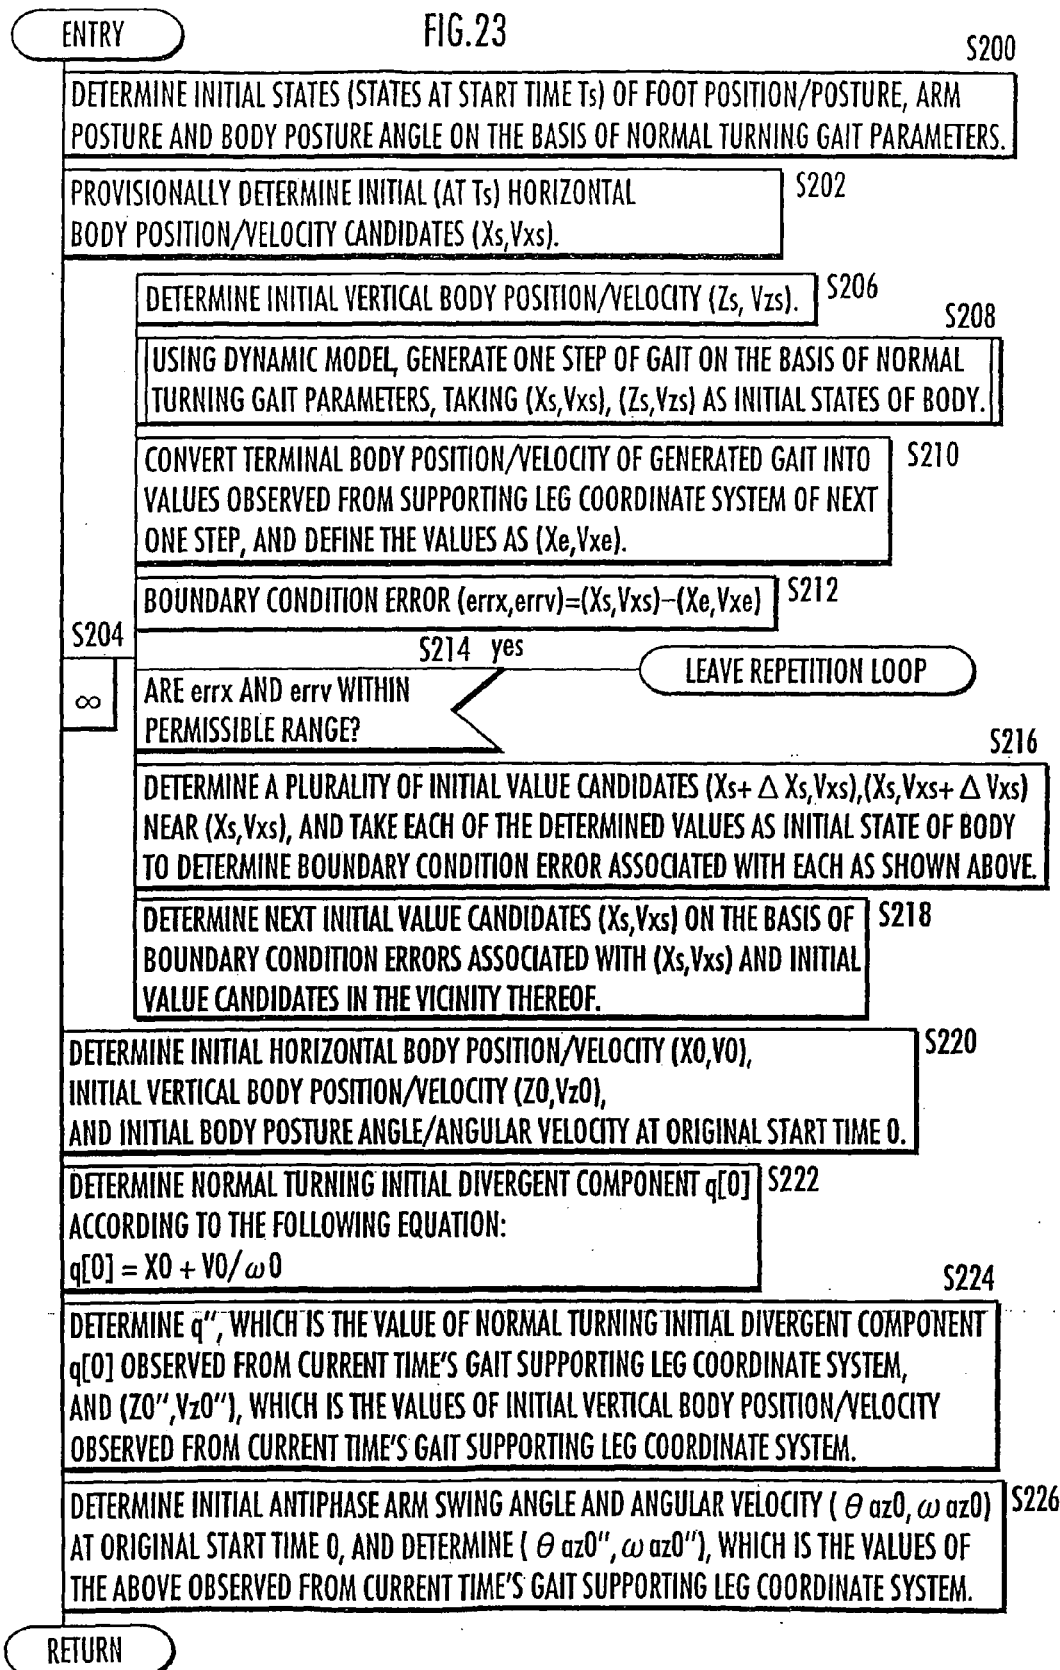 ENTRY
FIG.23
S200
DETERMINE INITIAL STATES (STATES AT START TIME Ts) OF FOOT POSITION/POSTURE, ARM
POSTURE AND BODY POSTURE ANGLE ON THE BASIS OF NORMAL TURNING GAIT PARAMETERS.
PROVISIONALLY DETERMINE INITIAL (AT Ts) HORIZONTAL
BODY POSITION/VELOCITY CANDIDATES (Xs,Vxs).
S202
DETERMINE INITIAL VERTICAL BODY POSITION/VELOCITY (Zs, Vzs).
S206
S208
USING DYNAMIC MODEL, GENERATE ONE STEP OF GAIT ON THE BASIS OF NORMAL
TURNING GAIT PARAMETERS, TAKING (Xs,Vxs), (Zs,Vzs) AS INITIAL STATES OF BODY.
CONVERT TERMINAL BODY POSITION/VELOCITY OF GENERATED GAIT INTO
VALUES OBSERVED FROM SUPPORTING LEG COORDINATE SYSTEM OF NEXT
ONE STEP, AND DEFINE THE VALUES AS (Xe,Vxe).
S210
BOUNDARY CONDITION ERROR (errx,errv)=(Xs,Vxs)-(Xe,Vxe)
S212
S204
∞
S214 yes
ARE errx AND errv WITHIN
PERMISSIBLE RANGE?
LEAVE REPETITION LOOP
S216
DETERMINE A PLURALITY OF INITIAL VALUE CANDIDATES (Xs+ Δ Xs,Vxs),(Xs,Vxs+ Δ Vxs)
NEAR (Xs,Vxs), AND TAKE EACH OF THE DETERMINED VALUES AS INITIAL STATE OF BODY
TO DETERMINE BOUNDARY CONDITION ERROR ASSOCIATED WITH EACH AS SHOWN ABOVE.
DETERMINE NEXT INITIAL VALUE CANDIDATES (Xs,Vxs) ON THE BASIS OF
BOUNDARY CONDITION ERRORS ASSOCIATED WITH (Xs,Vxs) AND INITIAL
VALUE CANDIDATES IN THE VICINITY THEREOF.
S218
DETERMINE INITIAL HORIZONTAL BODY POSITION/VELOCITY (X0,V0),
INITIAL VERTICAL BODY POSITION/VELOCITY (Z0,Vz0),
AND INITIAL BODY POSTURE ANGLE/ANGULAR VELOCITY AT ORIGINAL START TIME 0.
S220
DETERMINE NORMAL TURNING INITIAL DIVERGENT COMPONENT q[0]
ACCORDING TO THE FOLLOWING EQUATION:
q[0] = X0 + V0/ω0
S222
S224
DETERMINE q", WHICH IS THE VALUE OF NORMAL TURNING INITIAL DIVERGENT COMPONENT
q[0] OBSERVED FROM CURRENT TIME'S GAIT SUPPORTING LEG COORDINATE SYSTEM,
AND (Z0",Vz0"), WHICH IS THE VALUES OF INITIAL VERTICAL BODY POSITION/VELOCITY
OBSERVED FROM CURRENT TIME'S GAIT SUPPORTING LEG COORDINATE SYSTEM.
DETERMINE INITIAL ANTIPHASE ARM SWING ANGLE AND ANGULAR VELOCITY ( θ az0, ω az0)
AT ORIGINAL START TIME 0, AND DETERMINE ( θ az0", ω az0"), WHICH IS THE VALUES OF
THE ABOVE OBSERVED FROM CURRENT TIME'S GAIT SUPPORTING LEG COORDINATE SYSTEM.
S226
RETURN